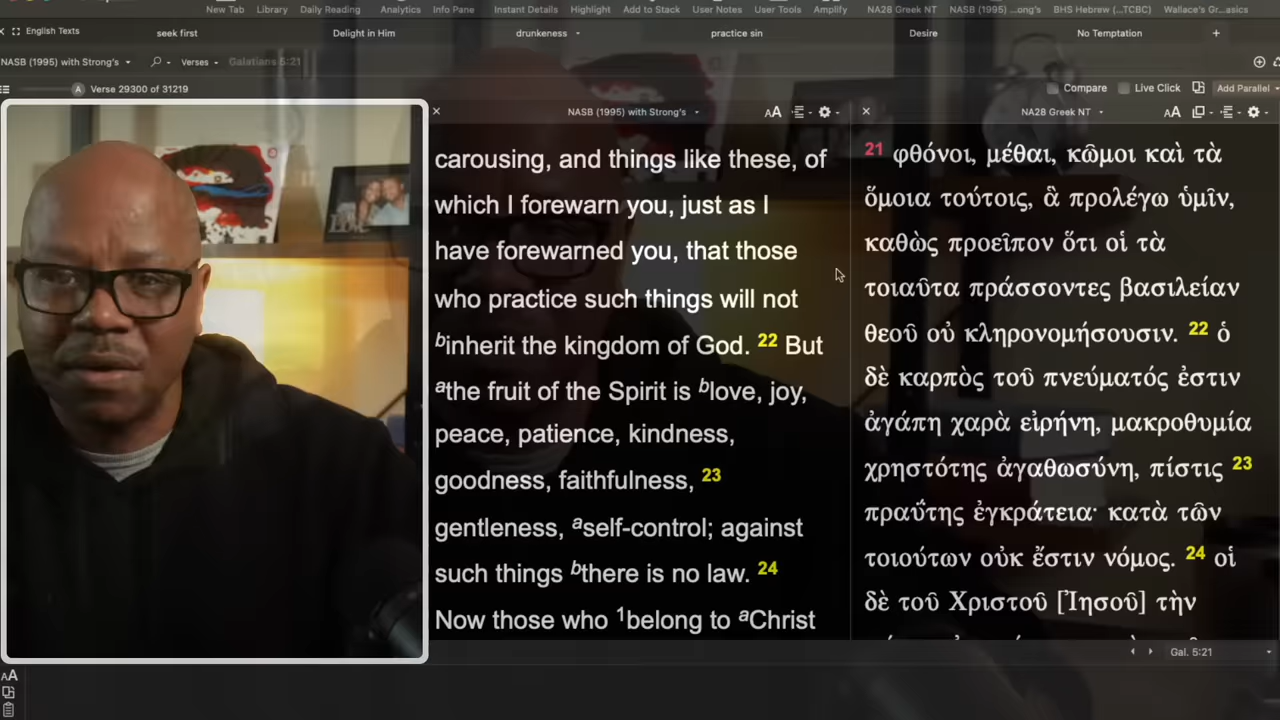 New Tab Library Daily Reading Analytics Info Pane Instant Details Highlight Add to Stack User Notes User Tools Amplify NA28 Greek NT NASB (1995) ...ong's BHS Hebrew (...TCBC) Wallace's Gr...asics
English Texts seek first Delight in Him drunkeness practice sin Desire No Temptation +
NASB (1995) with Strong's Verses Galatians 5:21
A Verse 29300 of 31219 Compare Live Click Add Parallel
NASB (1995) with Strong's AA
carousing, and things like these, of
which I forewarn you, just as I
have forewarned you, that those
who practice such things will not
binherit the kingdom of God. 22 But
athe fruit of the Spirit is blove, joy,
peace, patience, kindness,
goodness, faithfulness, 23
gentleness, aself-control; against
such things bthere is no law. 24
Now those who 1belong to aChrist
NA28 Greek NT AA
21 φθόνοι, μέθαι, κῶμοι καὶ τὰ
ὅμοια τούτοις, ἃ προλέγω ὑμῖν,
καθὼς προεῖπον ὅτι οἱ τὰ
τοιαῦτα πράσσοντες βασιλείαν
θεοῦ οὐ κληρονομήσουσιν. 22 ὁ
δὲ καρπὸς τοῦ πνεύματός ἐστιν
ἀγάπη χαρὰ εἰρήνη, μακροθυμία
χρηστότης ἀγαθωσύνη, πίστις 23
πραΰτης ἐγκράτεια· κατὰ τῶν
τοιούτων οὐκ ἔστιν νόμος. 24 οἱ
δὲ τοῦ Χριστοῦ [Ἰησοῦ] τὴν
Gal. 5:21
AA